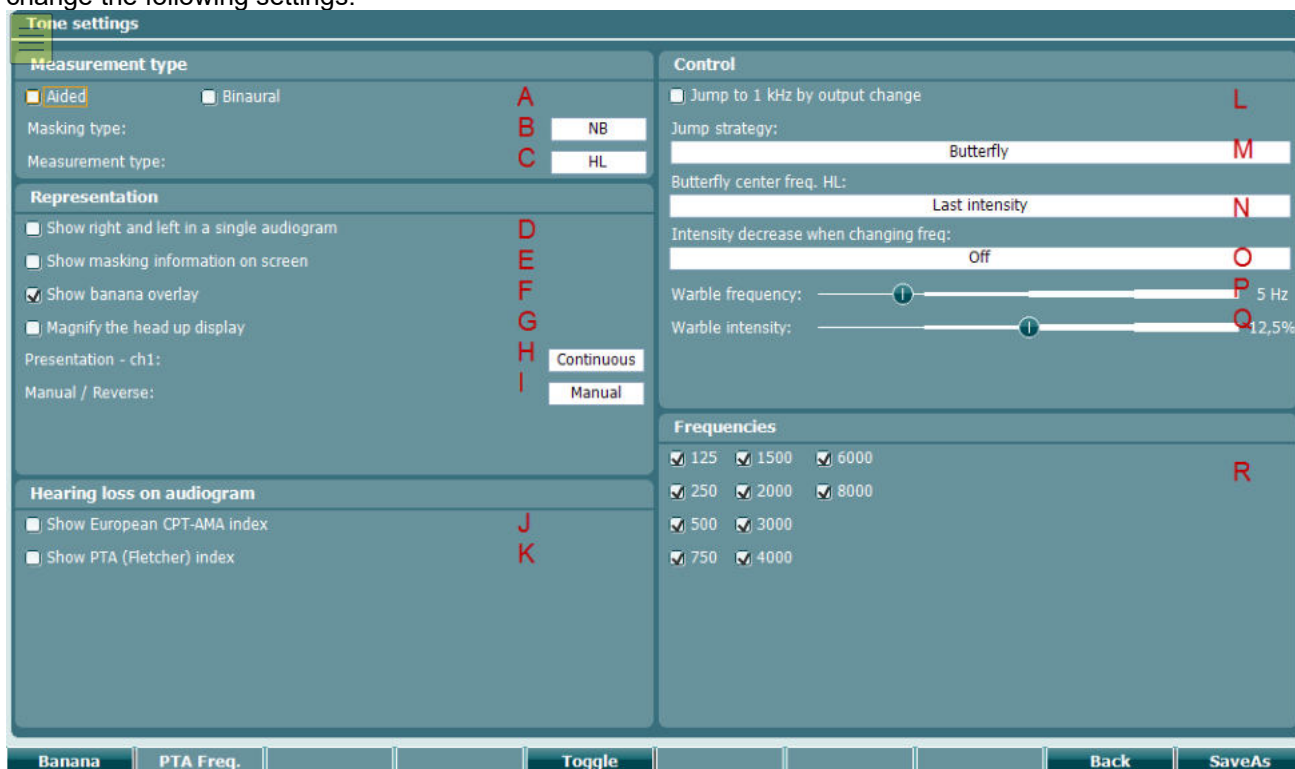 change the following settings:
Tone settings
Measurement type
Aided Binaural A
Masking type: B NB
Measurement type: C HL
Representation
Show right and left in a single audiogram D
Show masking information on screen E
Show banana overlay F
Magnify the head up display G
Presentation - ch1: H Continuous
Manual / Reverse: I Manual
Hearing loss on audiogram
Show European CPT-AMA index J
Show PTA (Fletcher) index K
Control
Jump to 1 kHz by output change L
Jump strategy:
Butterfly M
Butterfly center freq. HL:
Last intensity N
Intensity decrease when changing freq:
Off O
Warble frequency: P 5 Hz
Warble intensity: Q 12,5%
Frequencies
125 1500 6000
R
250 2000 8000
500 3000
750 4000
Banana PTA Freq. Toggle Back SaveAs